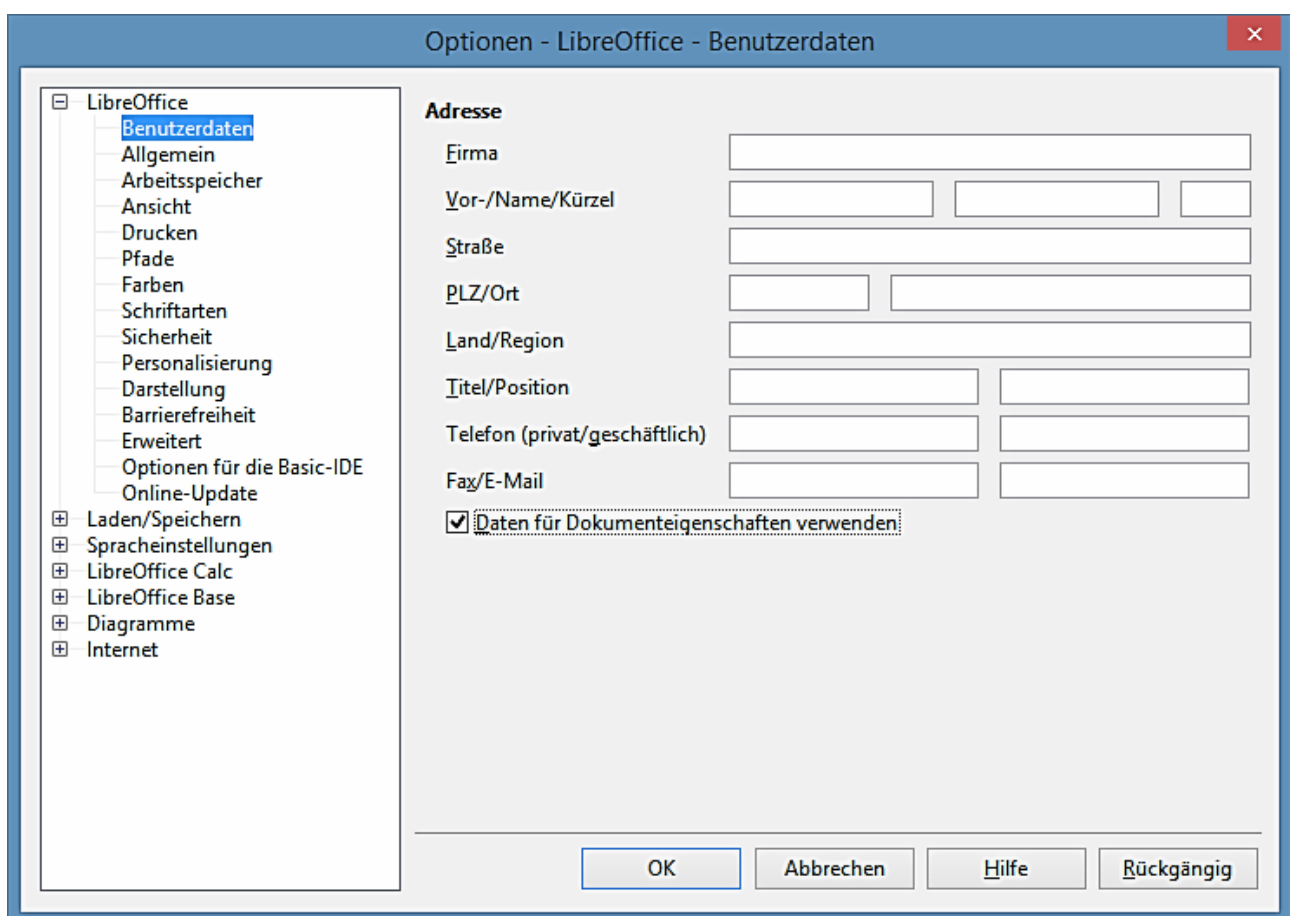 Optionen - LibreOffice - Benutzerdaten
LibreOffice
Benutzerdaten
Allgemein
Arbeitsspeicher
Ansicht
Drucken
Pfade
Farben
Schriftarten
Sicherheit
Personalisierung
Darstellung
Barrierefreiheit
Erweitert
Optionen für die Basic-IDE
Online-Update
Laden/Speichern
Spracheinstellungen
LibreOffice Calc
LibreOffice Base
Diagramme
Internet
Adresse
Firma
Vor-/Name/Kürzel
Straße
PLZ/Ort
Land/Region
Titel/Position
Telefon (privat/geschäftlich)
Fax/E-Mail
Daten für Dokumenteigenschaften verwenden
OK
Abbrechen
Hilfe
Rückgängig